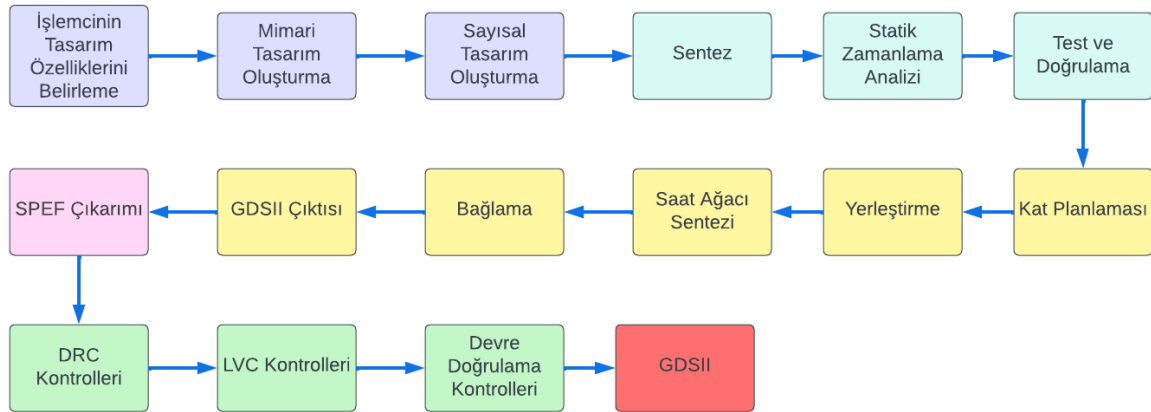 İşlemcinin
Tasarım
Özelliklerini
Belirleme
Mimari
Tasarım
Oluşturma
Sayısal
Tasarım
Oluşturma
Sentez
Statik
Zamanlama
Analizi
Test ve
Doğrulama
SPEF Çıkarımı
GDSII Çıktısı
Bağlama
Saat Ağacı
Sentezi
Yerleştirme
Kat Planlaması
DRC
Kontrolleri
LVC Kontrolleri
Devre
Doğrulama
Kontrolleri
GDSII